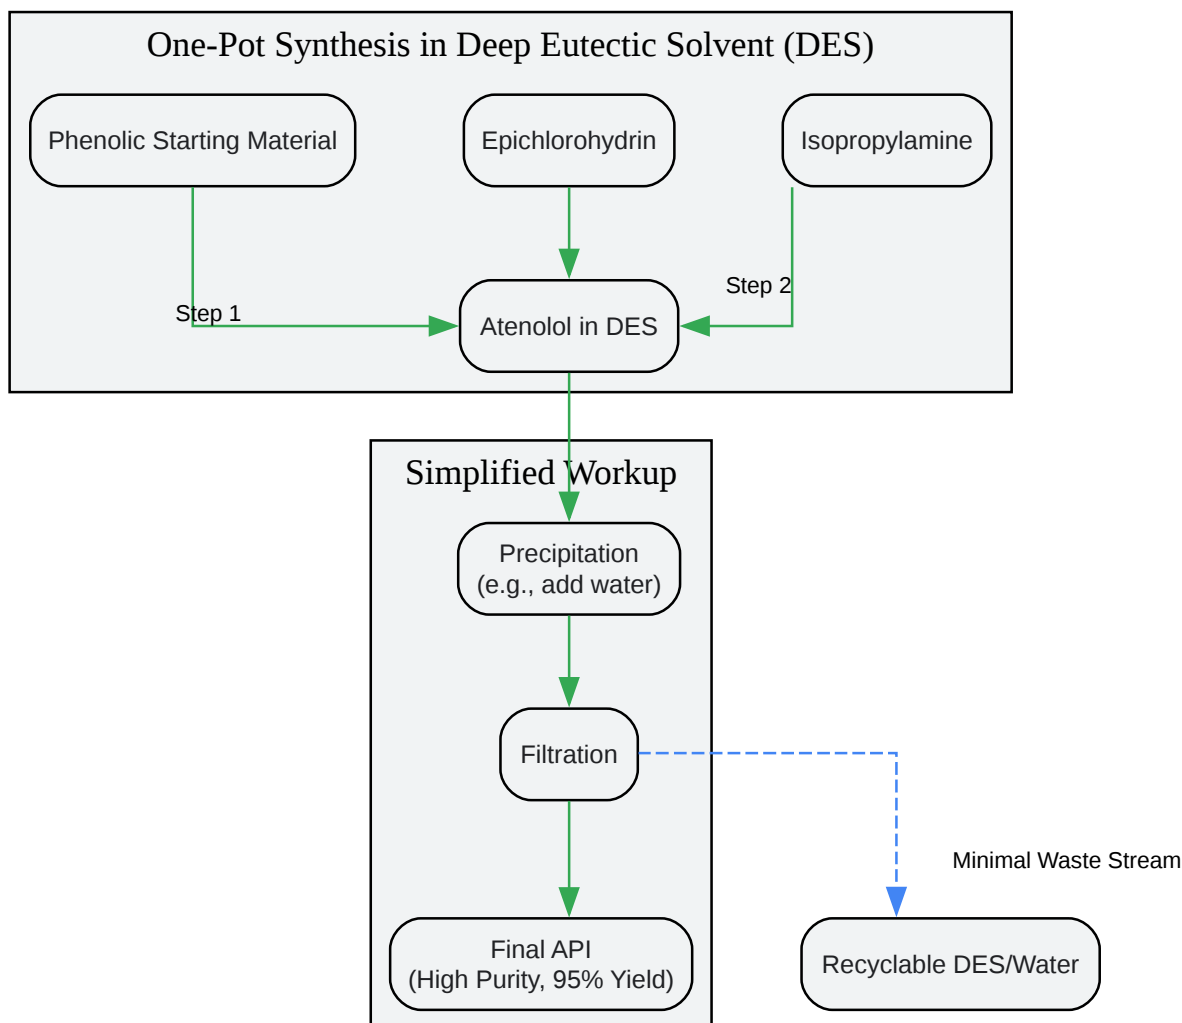 One-Pot Synthesis in Deep Eutectic Solvent (DES)
Phenolic Starting Material
Epichlorohydrin
Isopropylamine
Step 1
Step 2
Atenolol in DES
Simplified Workup
Precipitation
(e.g., add water)
Filtration
Minimal Waste Stream
Final API
(High Purity, 95% Yield)
Recyclable DES/Water